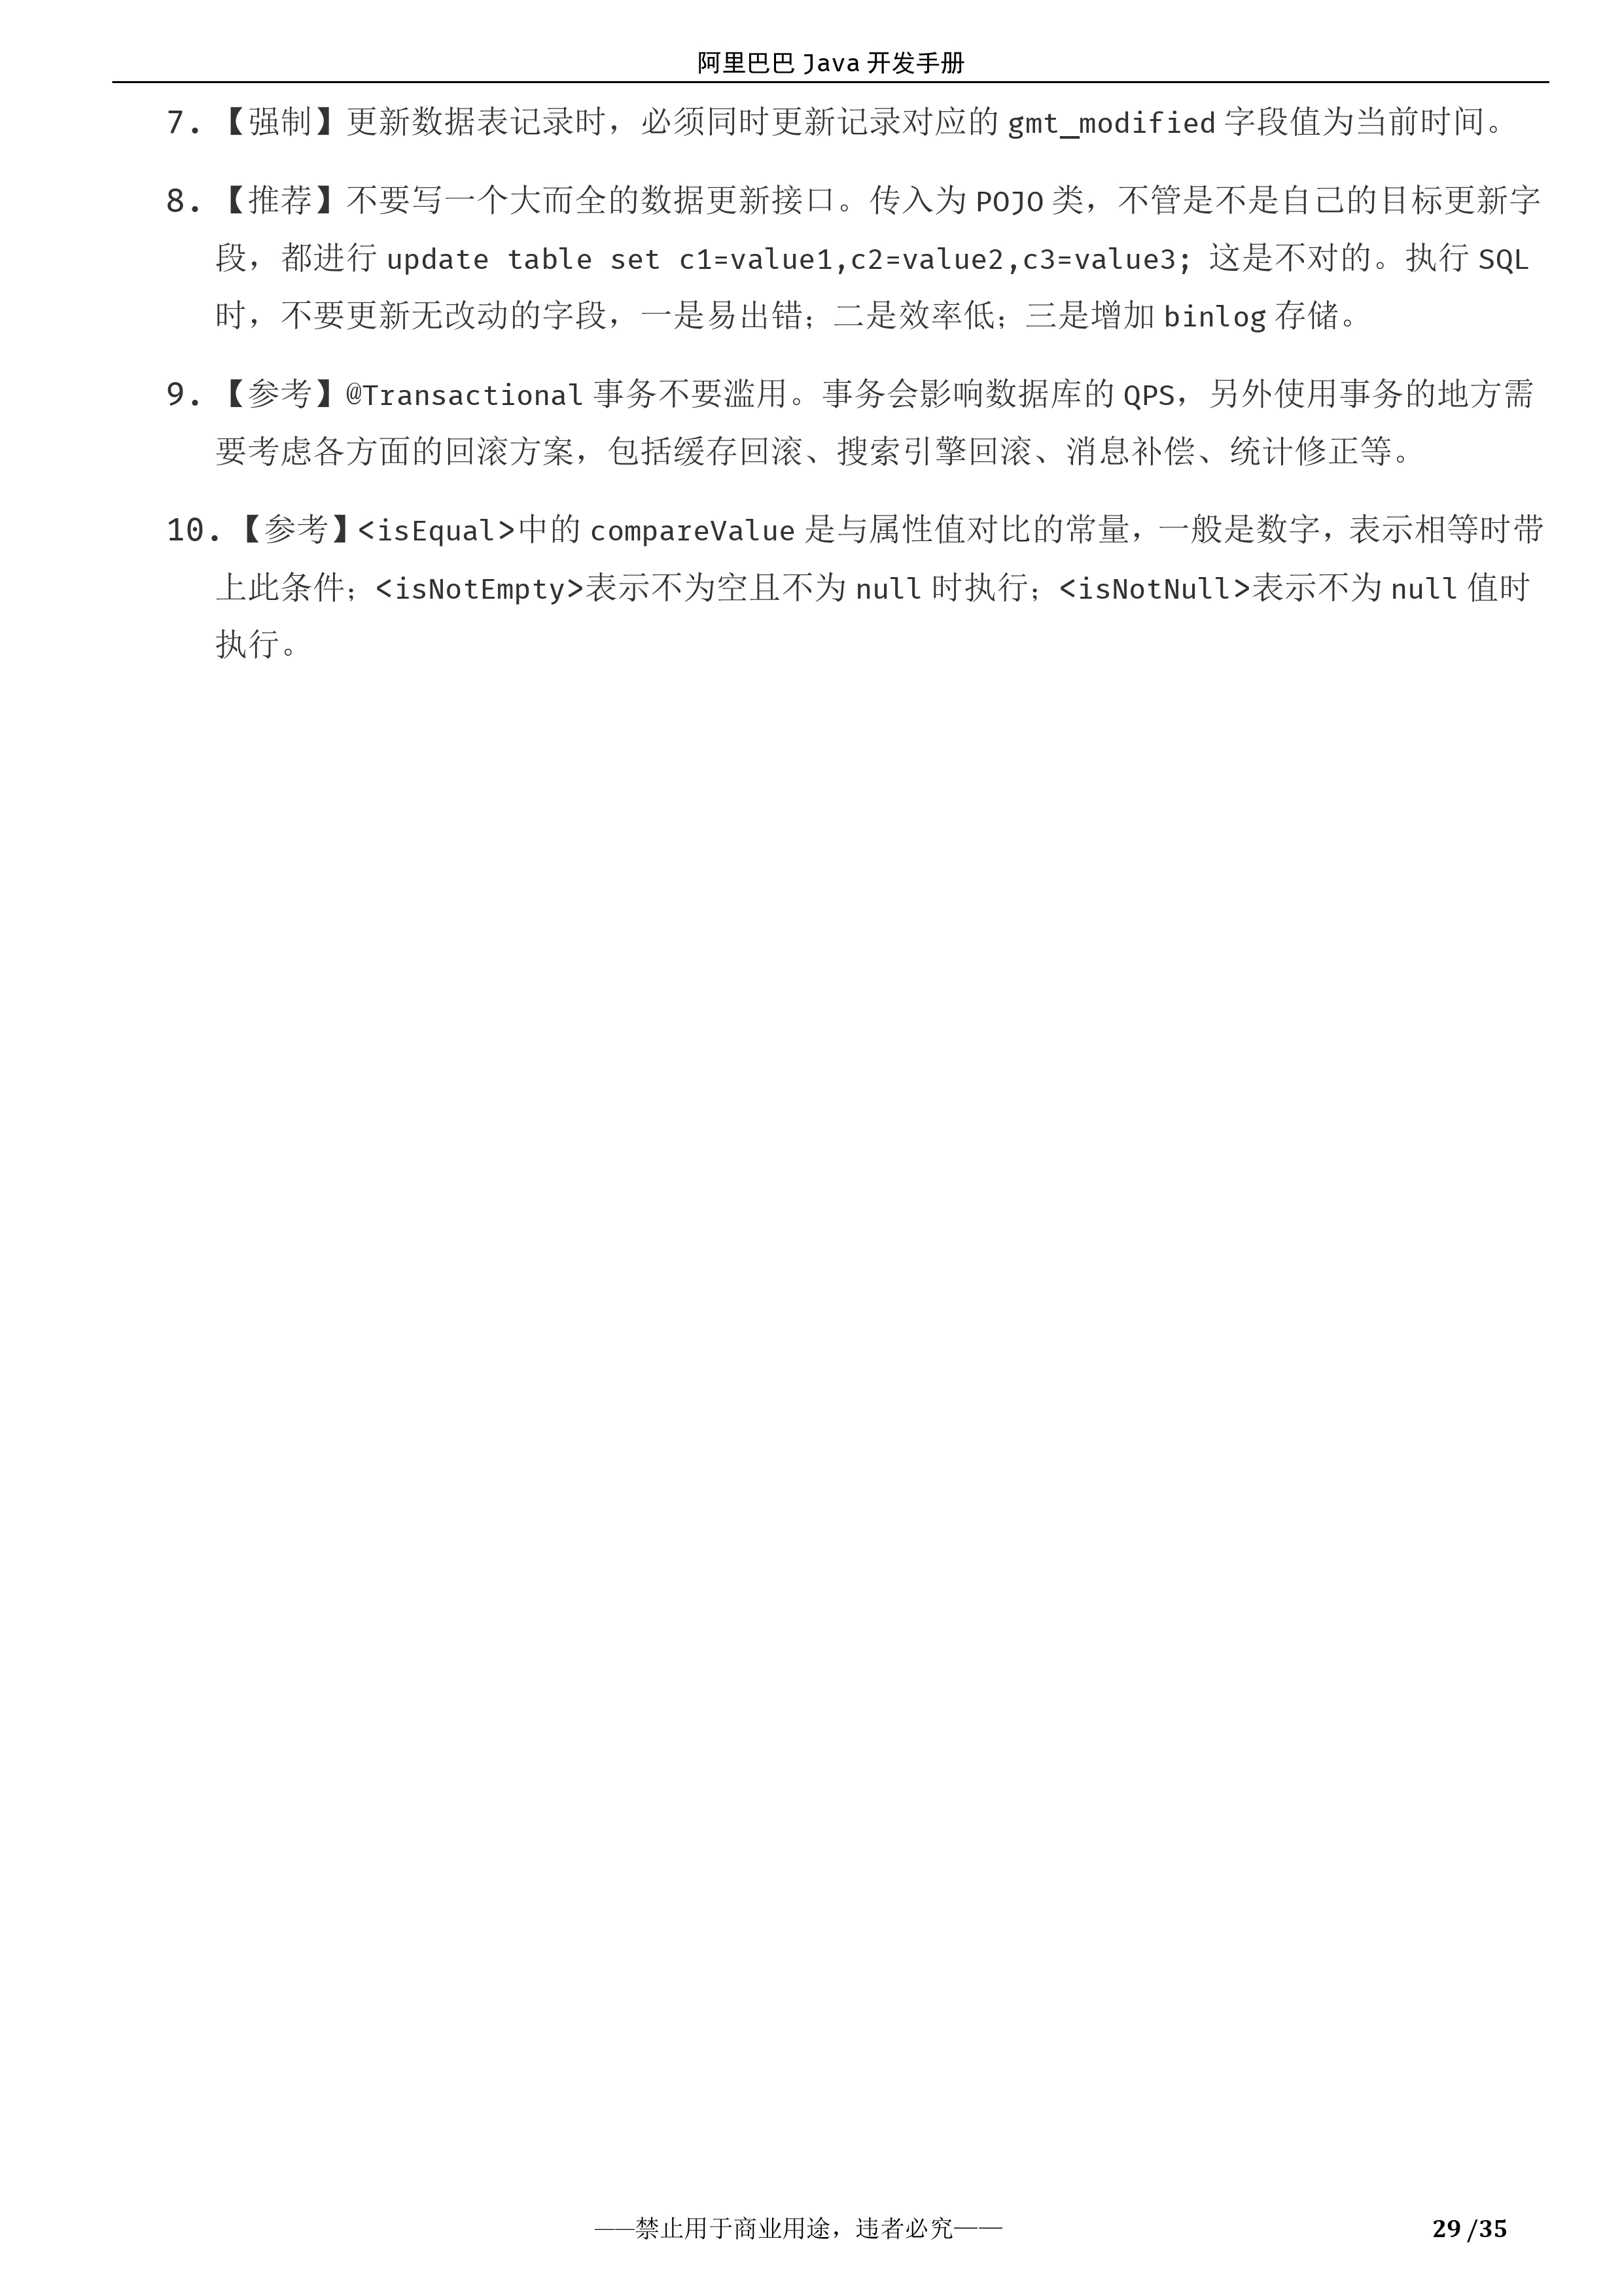 阿里巴巴 Java 开发手册
7. 【强制】更新数据表记录时，必须同时更新记录对应的 gmt_modified 字段值为当前时间。
8. 【推荐】不要写一个大而全的数据更新接口。传入为 POJO 类，不管是不是自己的目标更新字
段，都进行 update table set c1=value1,c2=value2,c3=value3; 这是不对的。执行 SQL
时，不要更新无改动的字段，一是易出错；二是效率低；三是增加 binlog 存储。
9. 【参考】@Transactional 事务不要滥用。事务会影响数据库的 QPS，另外使用事务的地方需
要考虑各方面的回滚方案，包括缓存回滚、搜索引擎回滚、消息补偿、统计修正等。
10. 【参考】<isEqual>中的 compareValue 是与属性值对比的常量，一般是数字，表示相等时带
上此条件；<isNotEmpty>表示不为空且不为 null 时执行；<isNotNull>表示不为 null 值时
执行。
——禁止用于商业用途，违者必究——
29 /35